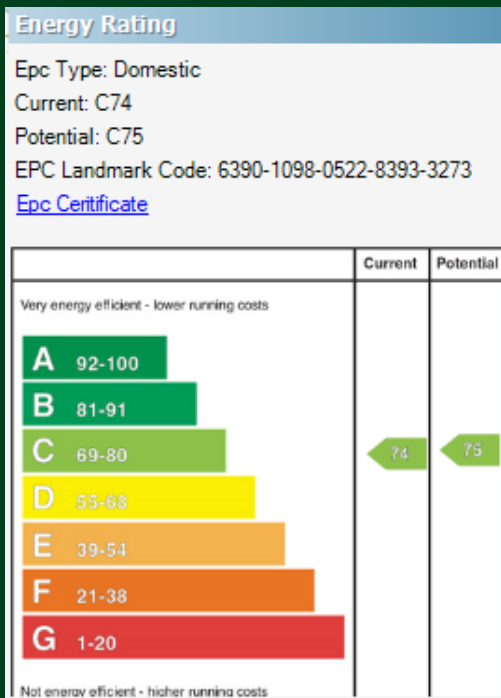 Energy Rating
Epc Type: Domestic
Current: C74
Potential: C75
EPC Landmark Code: 6390-1098-0522-8393-3273
Epc Ceritificate
Current Potential
Very energy efficient - lower running costs
A 92-100
B 81-91
C 69-80 74 75
D 55-68
E 39-54
F 21-38
G 1-20
Not energy efficient - higher running costs